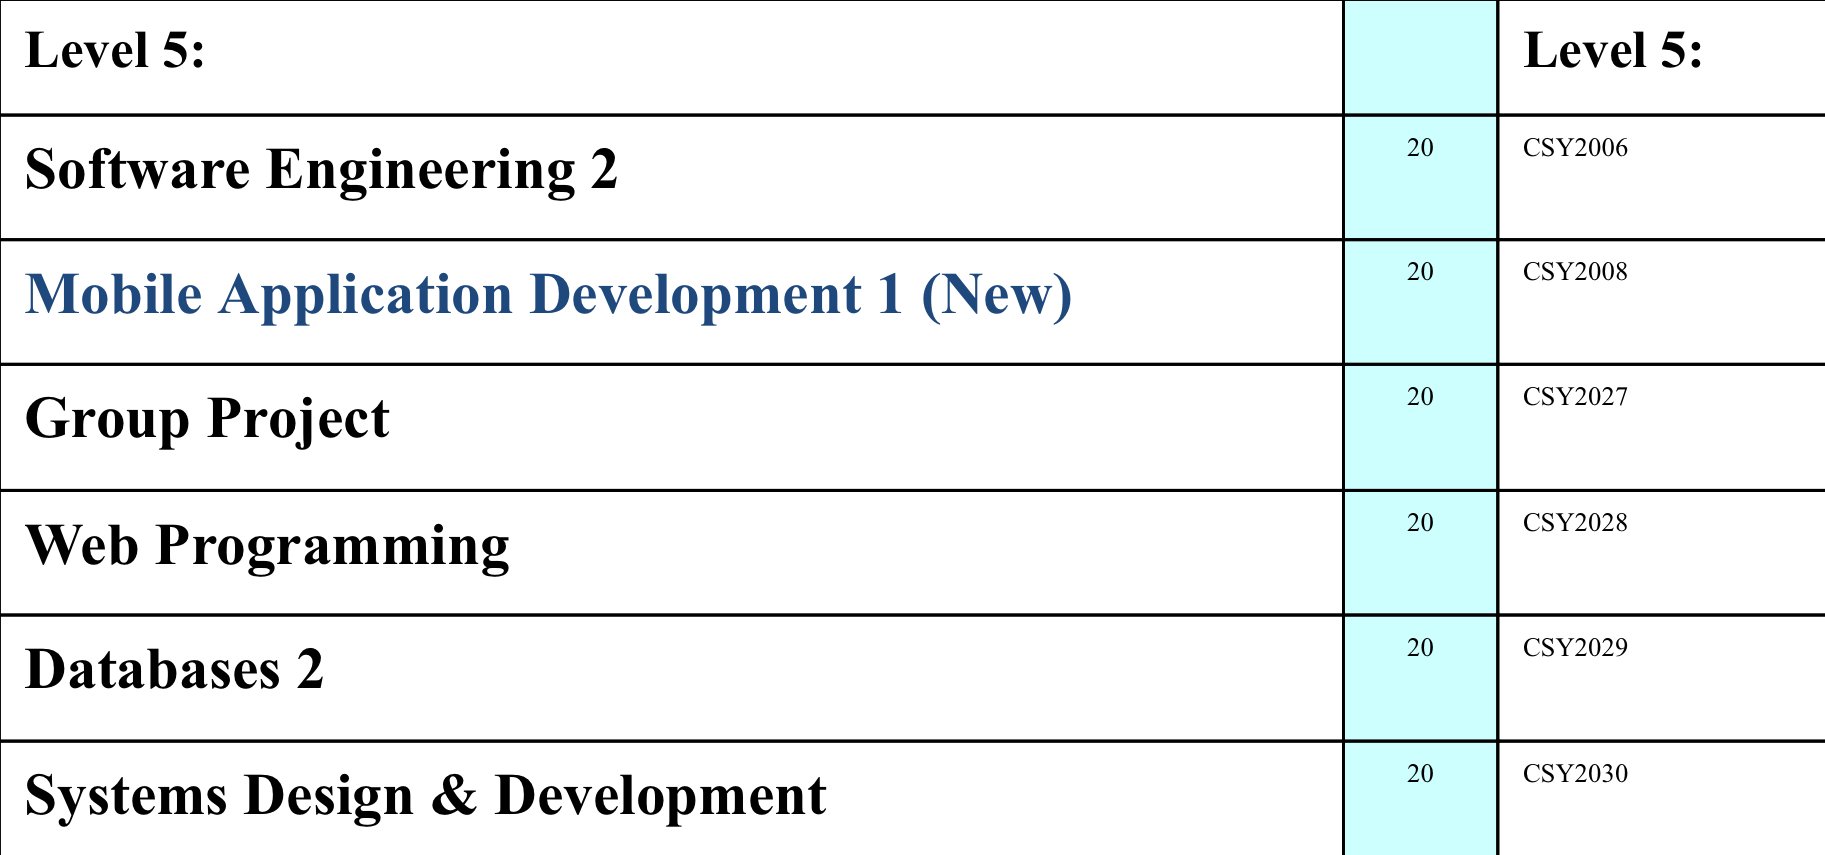 Level 5: Level 5:
Software Engineering 2 20 CSY2006
Mobile Application Development 1 (New) 20 CSY2008
Group Project 20 CSY2027
Web Programming 20 CSY2028
Databases 2 20 CSY2029
Systems Design & Development 20 CSY2030